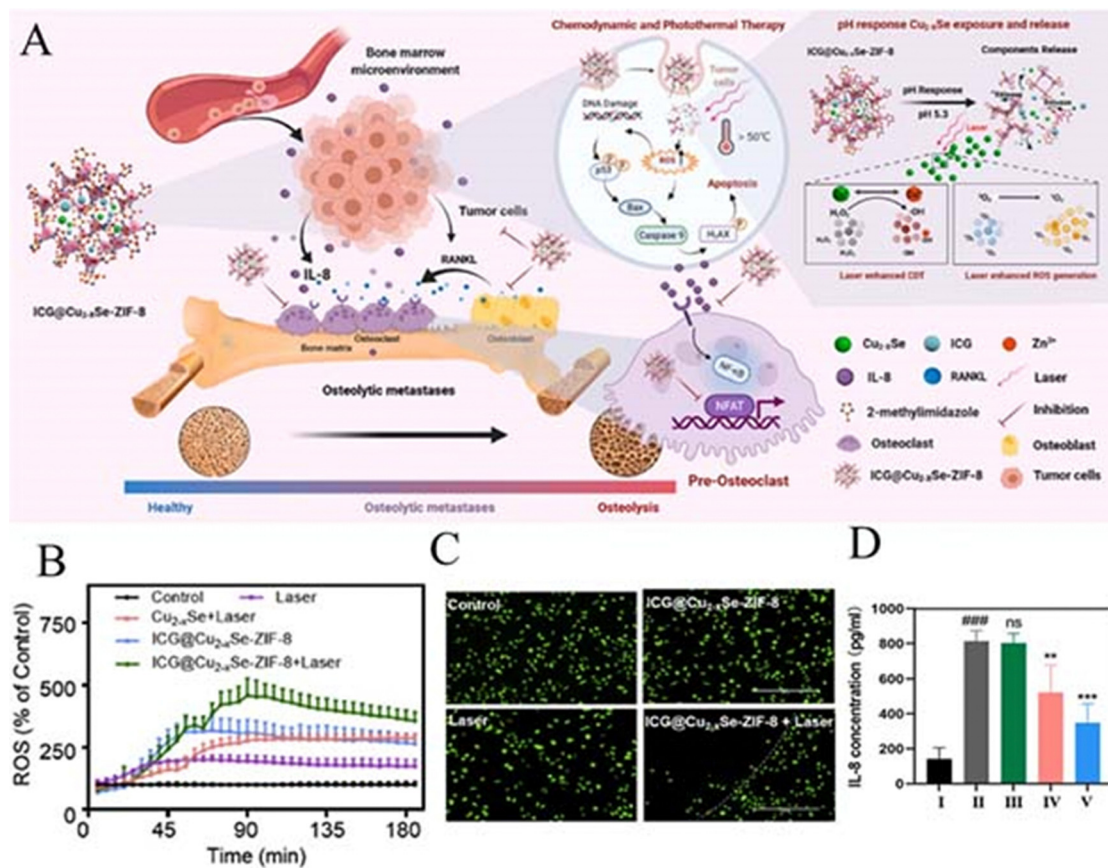 A
Bone marrow
microenvironment
Tumor cells
IL-8
RANKL
ICG@Cu₂₋ₓSe-ZIF-8
Osteoclast
Bone matrix
Osteoblast
Osteolytic metastases
Healthy
Osteolytic metastases
Osteolysis
Chemodynamic and Photothermal Therapy
Tumor
cells
DNA Damage
> 50℃
ROS
P
P
p53
Apoptosis
Bax
P
Caspase 9
H₂AX
NF-κB
NFAT
Pre-Osteoclast
pH response Cu₂₋ₓSe exposure and release
ICG@Cu₂₋ₓSe-ZIF-8
Components Release
pH Response
pH 5.3
Release
Release
Laser
H₂O₂
·OH
H₂O₂
H₂O₂
Laser enhanced CDT
Laser enhanced ROS generation
Cu₂₋ₓSe
ICG
Zn²⁺
IL-8
RANKL
Laser
2-methylimidazole
Inhibition
Osteoclast
Osteoblast
ICG@Cu₂₋ₓSe-ZIF-8
Tumor cells
B
Control
Laser
Cu₂₋ₓSe+Laser
ICG@Cu₂₋ₓSe-ZIF-8
ICG@Cu₂₋ₓSe-ZIF-8+Laser
ROS (% of Control)
750
500
250
0
0
45
90
135
180
Time (min)
C
Control
ICG@Cu₂₋ₓSe-ZIF-8
Laser
ICG@Cu₂₋ₓSe-ZIF-8 + Laser
D
IL-8 concentration (pg/ml)
1000
800
600
400
200
0
###
ns
**
***
I
II
III
IV
V